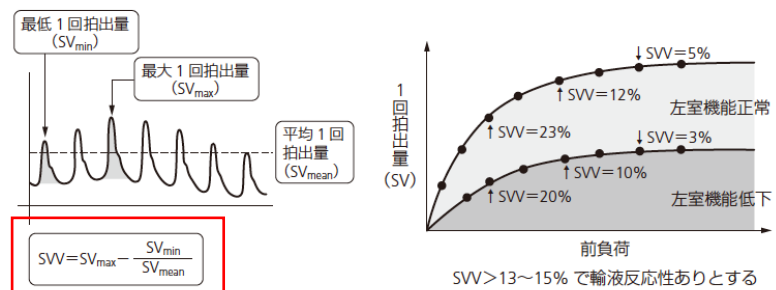 最低1回拍出量
(SVmin)
最大1回拍出量
(SVmax)
平均1回
拍出量
(SVmean)
SVV=SVmax− SVmin/SVmean
1回拍出量(SV)
↓SVV=5%
↑SVV=12%
左室機能正常
↑SVV=23%
↓SVV=3%
↑SVV=10%
↑SVV=20%
左室機能低下
前負荷
SVV>13〜15% で輸液反応性ありとする